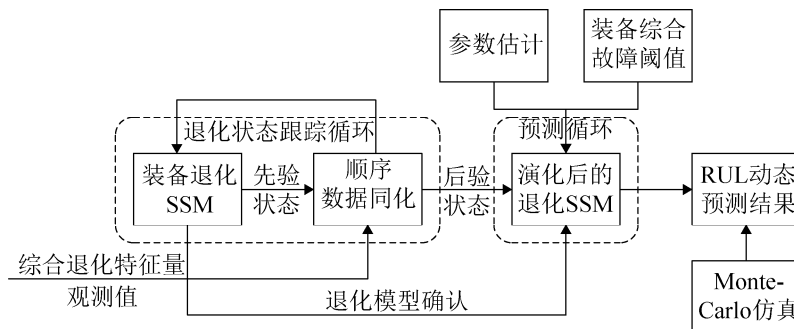 参数估计
装备综合
故障阈值
退化状态跟踪循环
预测循环
装备退化
SSM
先验
状态
顺序
数据同化
后验
状态
演化后的
退化SSM
RUL动态
预测结果
综合退化特征量
观测值
退化模型确认
Monte-
Carlo仿真